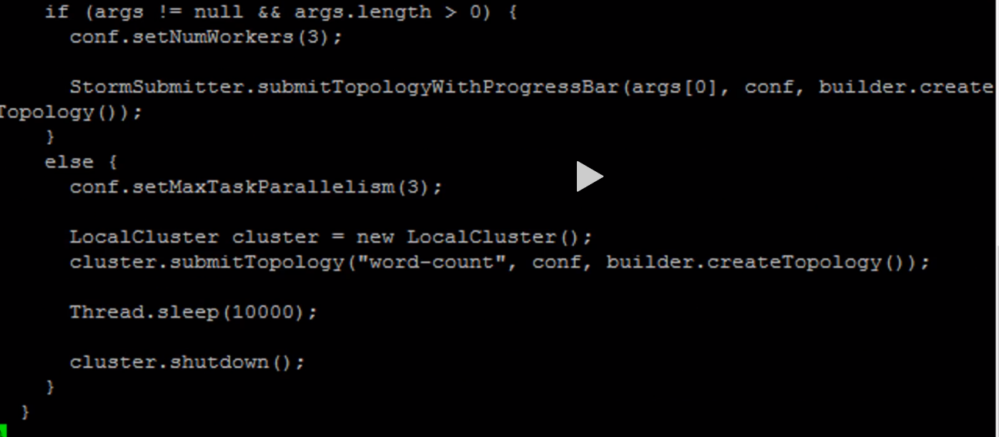 if (args != null && args.length > 0) {
conf.setNumWorkers(3);
StormSubmitter.submitTopologyWithProgressBar(args[0], conf, builder.create
Topology());
}
else {
conf.setMaxTaskParallelism(3);
LocalCluster cluster = new LocalCluster();
cluster.submitTopology("word-count", conf, builder.createTopology());
Thread.sleep(10000);
cluster.shutdown();
}
}